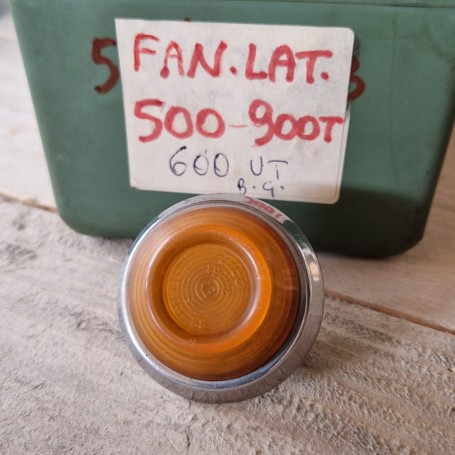 FAN. LAT.
500-900T
600 UT
B.G.